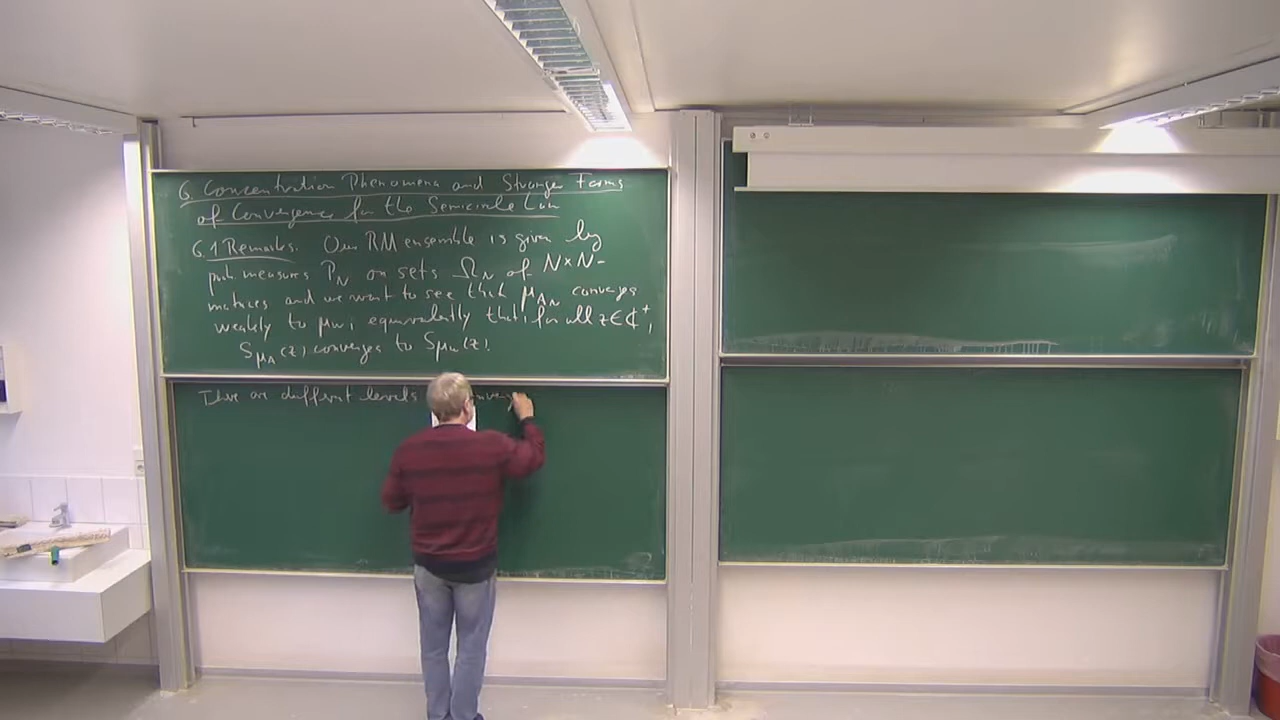 6. Concentration Phenomena and Stronger Forms
of Convergence for the Semicircle Law
6.1 Remarks: Our RM ensemble is given by
prob. measures P_N on sets Ω_N of N×N-
matrices and we want to see that μ_{A_N} converges
weakly to μ_W, equivalently that, for all z∈ℂ⁺,
S_{μ_A}(z) converges to S_{μ_W}(z).
There are different levels